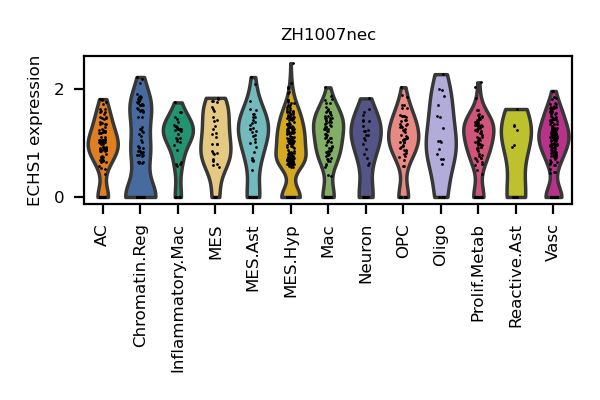 ZH1007nec
ECHS1 expression
2
0
AC
Chromatin.Reg
Inflammatory.Mac
MES
MES.Ast
MES.Hyp
Mac
Neuron
OPC
Oligo
Prolif.Metab
Reactive.Ast
Vasc